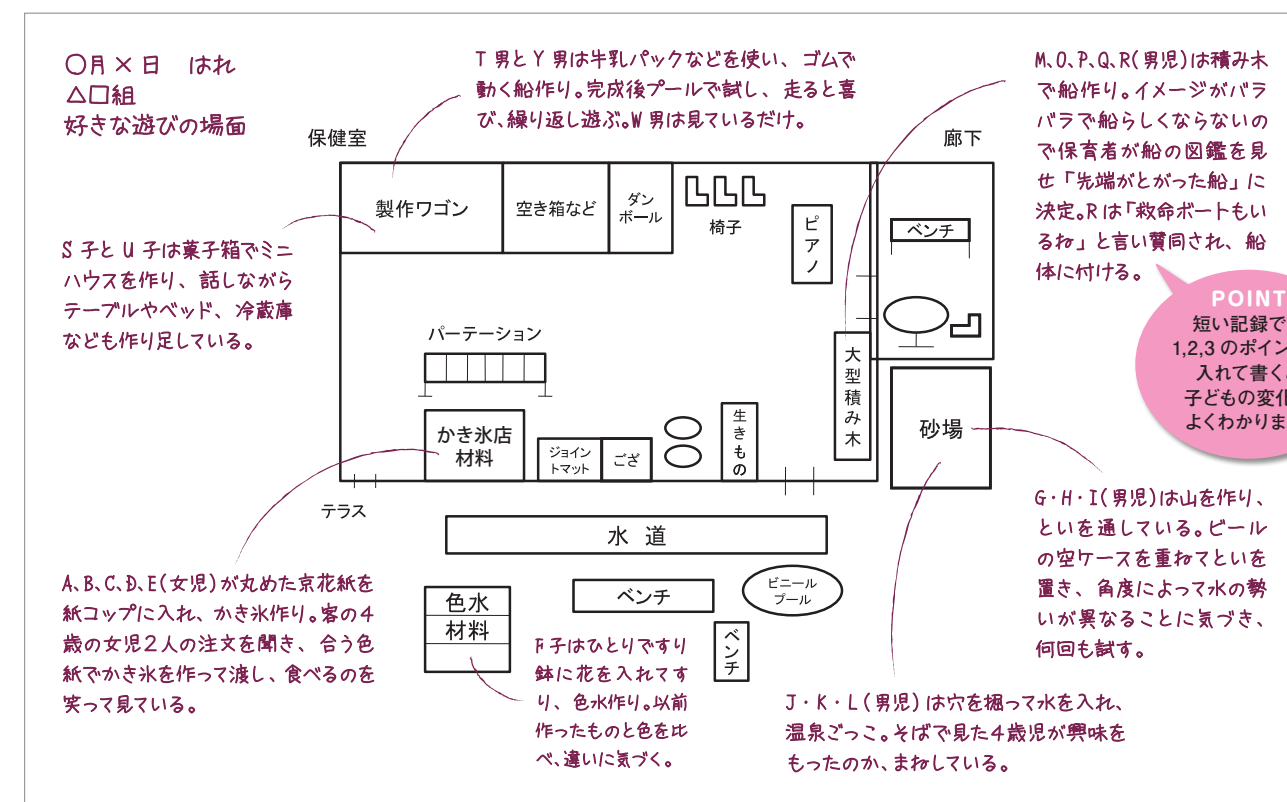 〇月×日　はれ
△□組
好きな遊びの場面
T男とY男は牛乳パックなどを使い、ゴムで
動く船作り。完成後プールで試し、走ると喜
び、繰り返し遊ぶ。W男は見ているだけ。
M、O、P、Q、R(男児)は積み木
で船作り。イメージがバラ
バラで船らしくならないの
で保育者が船の図鑑を見
せ「先端がとがった船」に
決定。Rは「救命ボートもい
るね」と言い賛同され、船
体に付ける。
POINT
短い記録で
1,2,3のポイン
入れて書く
子どもの変化
よくわかりま
保健室
廊下
製作ワゴン
空き箱など
ダン
ボール
椅子
ピアノ
ベンチ
S子とU子は菓子箱でミニ
ハウスを作り、話しながら
テーブルやベッド、冷蔵庫
なども作り足している。
パーテーション
大型積み木
かき氷店
材料
ジョイン
トマット
ござ
生きもの
砂場
テラス
水道
G・H・I(男児)は山を作り、
といを通している。ビール
の空ケースを重ねてといを
置き、角度によって水の勢
いが異なることに気づき、
何回も試す。
A、B、C、D、E(女児)が丸めた京花紙を
紙コップに入れ、かき氷作り。客の4
歳の女児2人の注文を聞き、合う色
紙でかき氷を作って渡し、食べるのを
笑って見ている。
色水
材料
ベンチ
ビニール
プール
ベンチ
F子はひとりですり
鉢に花を入れてす
り、色水作り。以前
作ったものと色を比
べ、違いに気づく。
J・K・L(男児)は穴を掘って水を入れ、
温泉ごっこ。そばで見た4歳児が興味を
もったのか、まねしている。